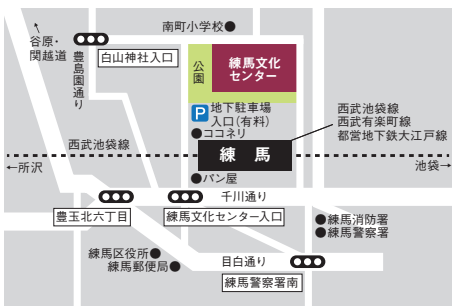 南町小学校
谷原・
関越道
豊島園通り
白山神社入口
公園
練馬文化
センター
P
地下駐車場
入口(有料)
ココネリ
西武池袋線
西武有楽町線
都営地下鉄大江戸線
西武池袋線
練馬
←所沢
池袋→
パン屋
千川通り
豊玉北六丁目
練馬文化センター入口
練馬消防署
練馬警察署
練馬区役所
練馬郵便局
目白通り
練馬警察署南